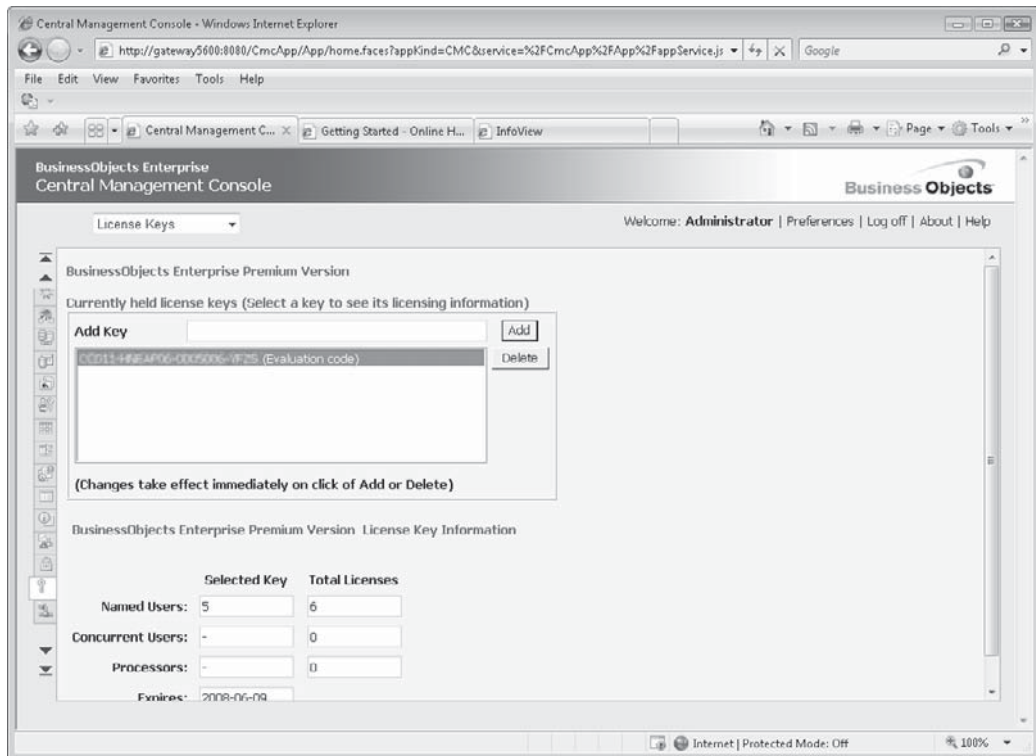 Central Management Console - Windows Internet Explorer
http://gateway5600:8080/CmcApp/App/home.faces?appKind=CMC&service=%2FCmcApp%2FApp%2FappService.js
Google
File Edit View Favorites Tools Help
Central Management C...
Getting Started - Online H...
InfoView
Page
Tools
BusinessObjects Enterprise
Central Management Console
Business Objects
License Keys
Welcome: Administrator | Preferences | Log off | About | Help
BusinessObjects Enterprise Premium Version
Currently held license keys (Select a key to see its licensing information)
Add Key
Add
(Evaluation code)
Delete
(Changes take effect immediately on click of Add or Delete)
BusinessObjects Enterprise Premium Version License Key Information
Selected Key Total Licenses
Named Users: 5 6
Concurrent Users: - 0
Processors: - 0
Expires: 2008-06-09
Internet | Protected Mode: Off
100%